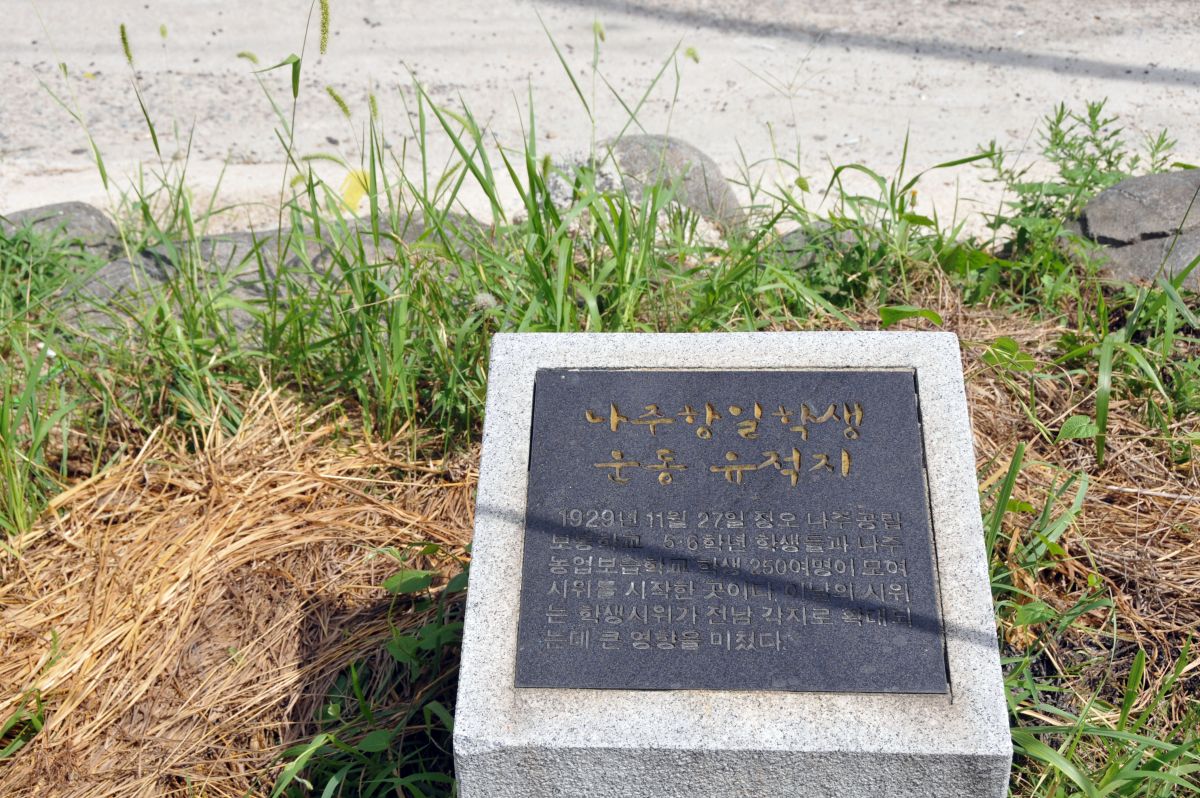 나주항일학생
운동 유적지
1929년 11월 27일 정오 나주공립
보통학교 5·6학년 학생들과 나주
농업보습학교 학생 250여명이 모여
시위를 시작한 곳이다. 이날의 시위
는 학생시위가 전남 각지로 확대되
는데 큰 영향을 미쳤다.